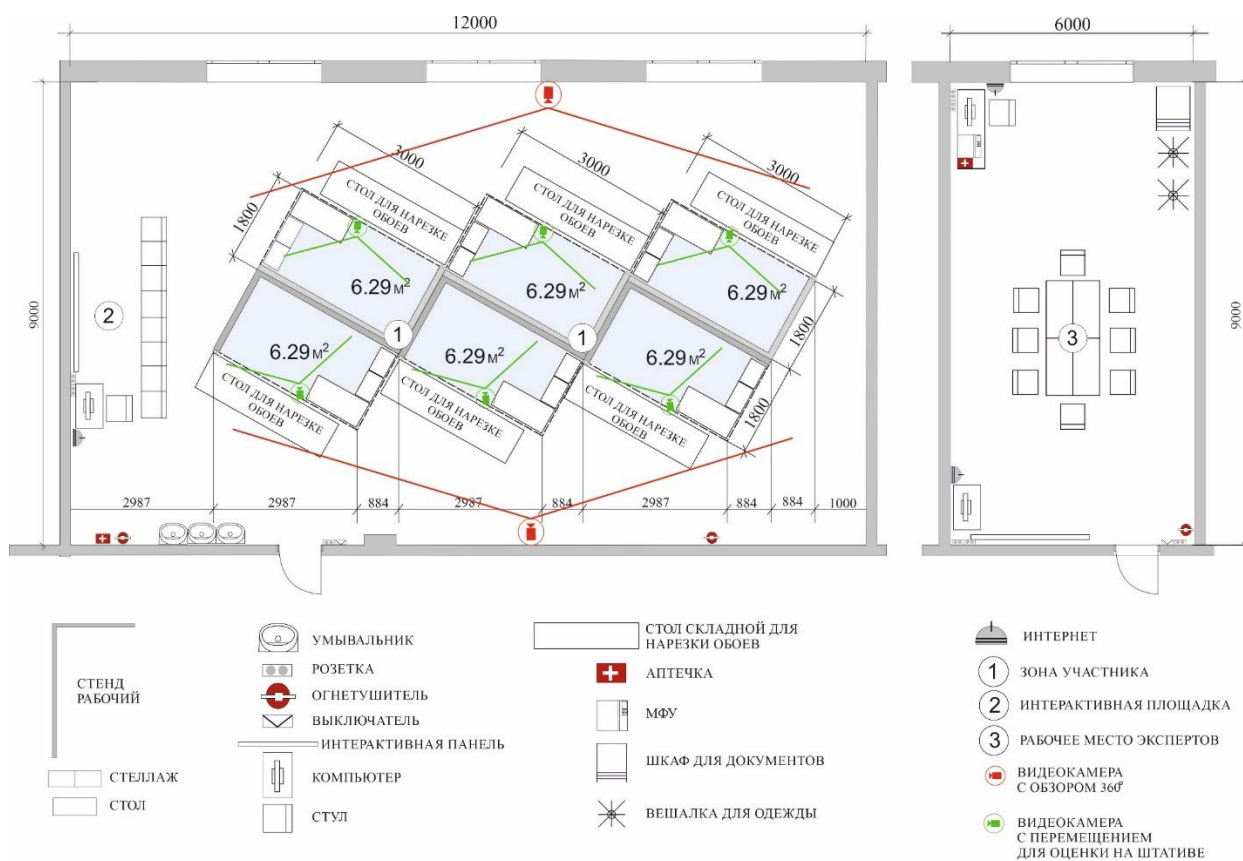 12000
6000
3000
3000
3000
СТОЛ ДЛЯ НАРЕЗКЕ
ОБОЕВ
СТОЛ ДЛЯ НАРЕЗКЕ
ОБОЕВ
СТОЛ ДЛЯ НАРЕЗКЕ
ОБОЕВ
1800
9000
9000
6.29 м²
6.29 м²
6.29 м²
2
1
1
3
6.29 м²
6.29 м²
6.29 м²
1800
1800
СТОЛ ДЛЯ НАРЕЗКЕ
ОБОЕВ
СТОЛ ДЛЯ НАРЕЗКЕ
ОБОЕВ
СТОЛ ДЛЯ НАРЕЗКЕ
ОБОЕВ
2987
2987
884
2987
884
2987
884
884
1000
СТЕНД
РАБОЧИЙ
СТЕЛЛАЖ
СТОЛ
УМЫВАЛЬНИК
РОЗЕТКА
ОГНЕТУШИТЕЛЬ
ВЫКЛЮЧАТЕЛЬ
ИНТЕРАКТИВНАЯ ПАНЕЛЬ
КОМПЬЮТЕР
СТУЛ
СТОЛ СКЛАДНОЙ ДЛЯ
НАРЕЗКИ ОБОЕВ
АПТЕЧКА
МФУ
ШКАФ ДЛЯ ДОКУМЕНТОВ
ВЕШАЛКА ДЛЯ ОДЕЖДЫ
ИНТЕРНЕТ
1 ЗОНА УЧАСТНИКА
2 ИНТЕРАКТИВНАЯ ПЛОЩАДКА
3 РАБОЧЕЕ МЕСТО ЭКСПЕРТОВ
ВИДЕОКАМЕРА
С ОБЗОРОМ 360°
ВИДЕОКАМЕРА
С ПЕРЕМЕЩЕНИЕМ
ДЛЯ ОЦЕНКИ НА ШТАТИВЕ